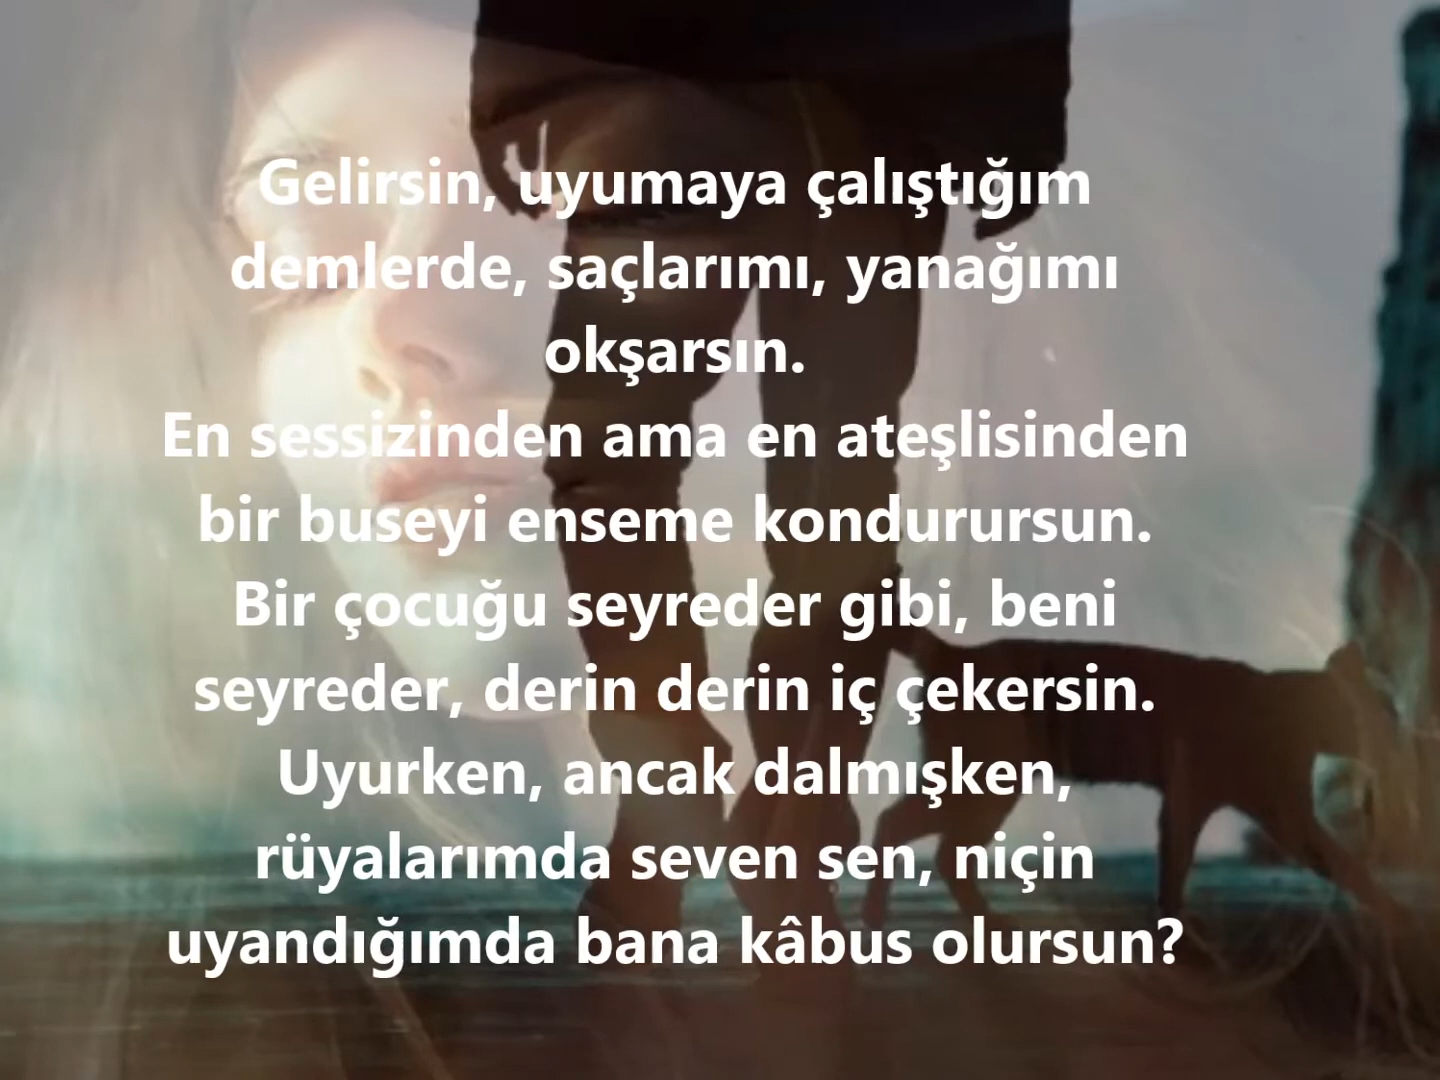 Gelirsin, uyumaya çalıştığım
demlerde, saçlarımı, yanağımı
okşarsın.
En sessizinden ama en ateşlisinden
bir buseyi enseme kondurursun.
Bir çocuğu seyreder gibi, beni
seyreder, derin derin iç çekersin.
Uyurken, ancak dalmışken,
rüyalarımda seven sen, niçin
uyandığımda bana kâbus olursun?